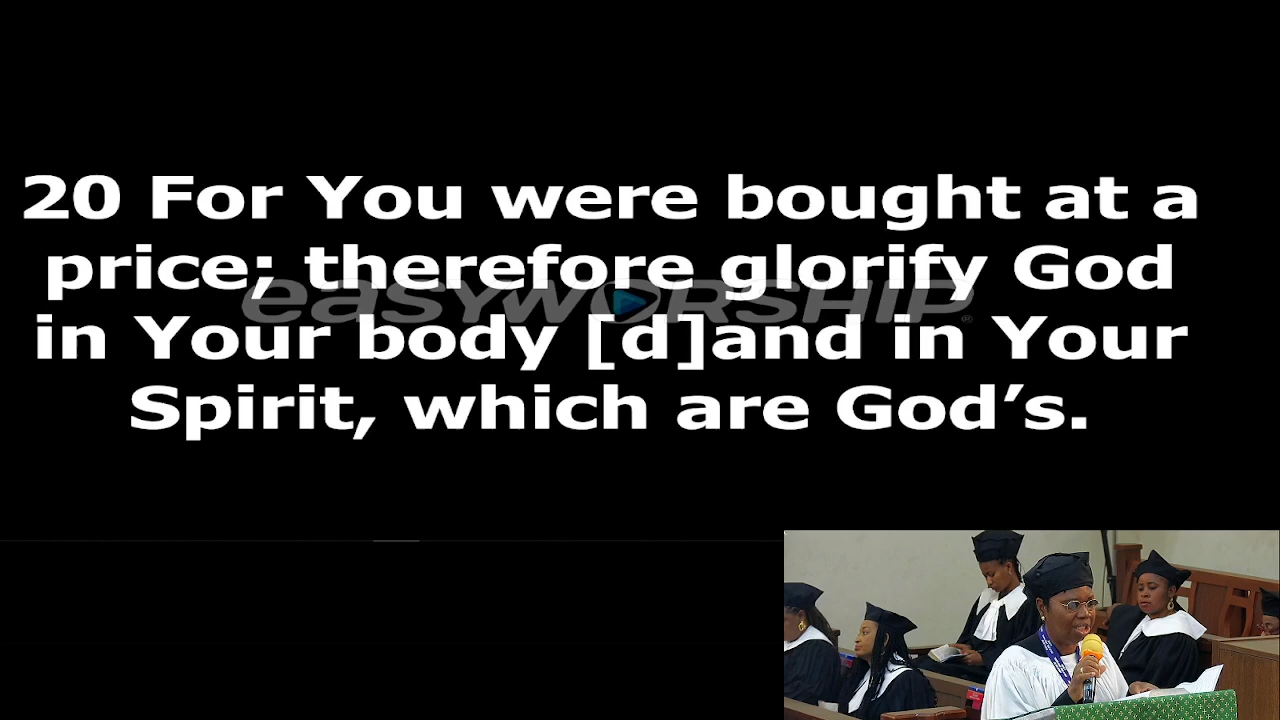 20 For You were bought at a
price; therefore glorify God
easyworship®
in Your body [d]and in Your
Spirit, which are God’s.